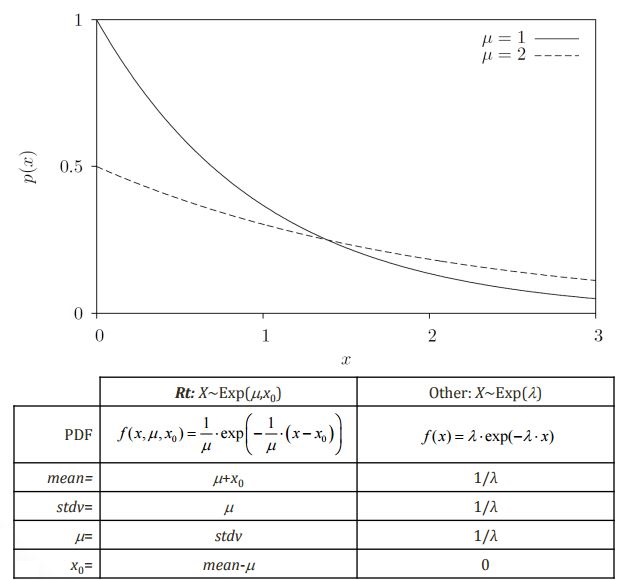 1
μ = 1
μ = 2
p(x)
0.5
0
0 1 2 3
x
Rt: X~Exp(μ,x₀) Other: X~Exp(λ)
PDF f(x, μ, x₀) = 1/μ · exp(−1/μ · (x − x₀)) f(x) = λ · exp(−λ · x)
mean= μ+x₀ 1/λ
stdv= μ 1/λ
μ= stdv 1/λ
x₀= mean-μ 0